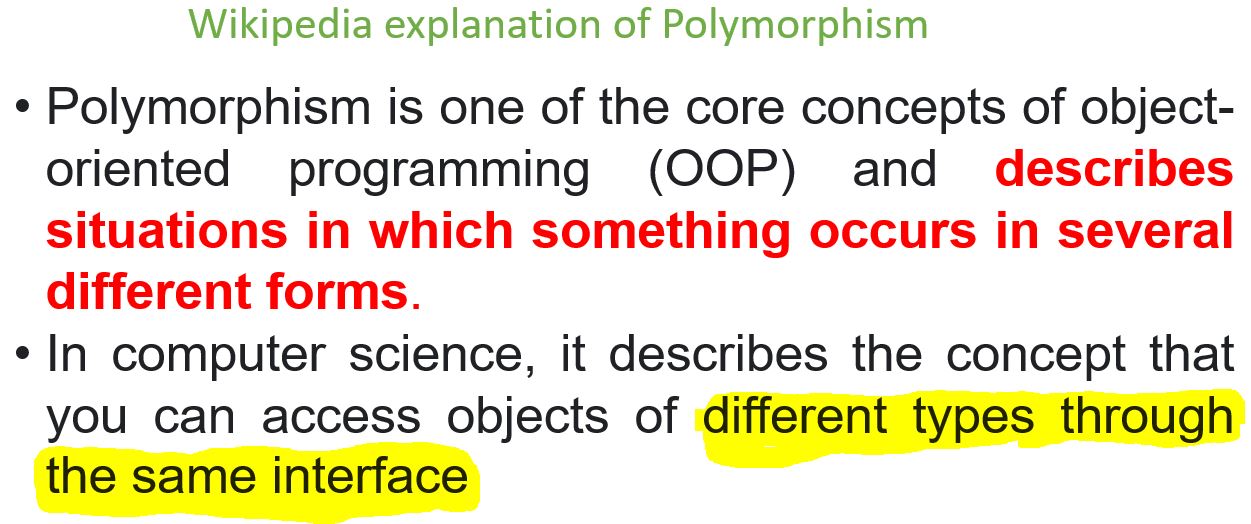 Wikipedia explanation of Polymorphism
• Polymorphism is one of the core concepts of object-
oriented programming (OOP) and describes
situations in which something occurs in several
different forms.
• In computer science, it describes the concept that
you can access objects of different types through
the same interface